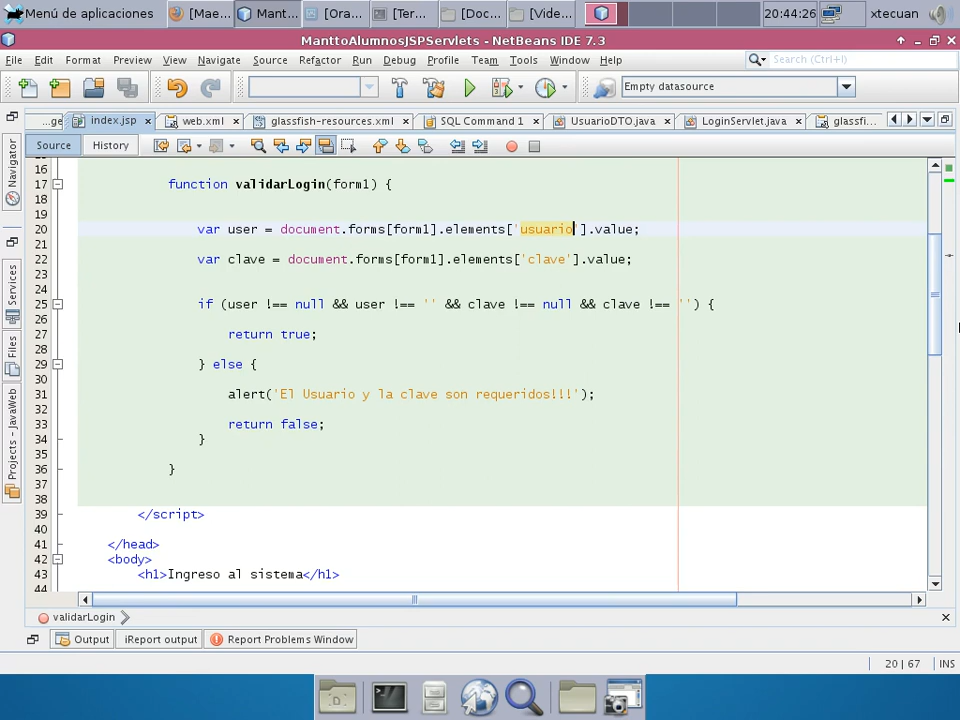 Menú de aplicaciones [Mae... Mant... [Ora... [Ter... [Doc... [Vide... 20:44:26 xtecuan
ManttoAlumnosJSPServlets - NetBeans IDE 7.3
File Edit Format Preview View Navigate Source Refactor Run Debug Profile Team Tools Window Help Search (Ctrl+I)
Empty datasource
...ge index.jsp web.xml glassfish-resources.xml SQL Command 1 UsuarioDTO.java LoginServlet.java glassfi...
Source History
Navigator
Services
Files
Projects - JavaWeb
16
17 function validarLogin(form1) {
18
19
20 var user = document.forms[form1].elements['usuario'].value;
21
22 var clave = document.forms[form1].elements['clave'].value;
23
24
25 if (user !== null && user !== '' && clave !== null && clave !== '') {
26
27 return true;
28
29 } else {
30
31 alert('El Usuario y la clave son requeridos!!!');
32
33 return false;
34 }
35
36 }
37
38
39 </script>
40
41 </head>
42 <body>
43 <h1>Ingreso al sistema</h1>
44
validarLogin
Output iReport output Report Problems Window
20 | 67 INS